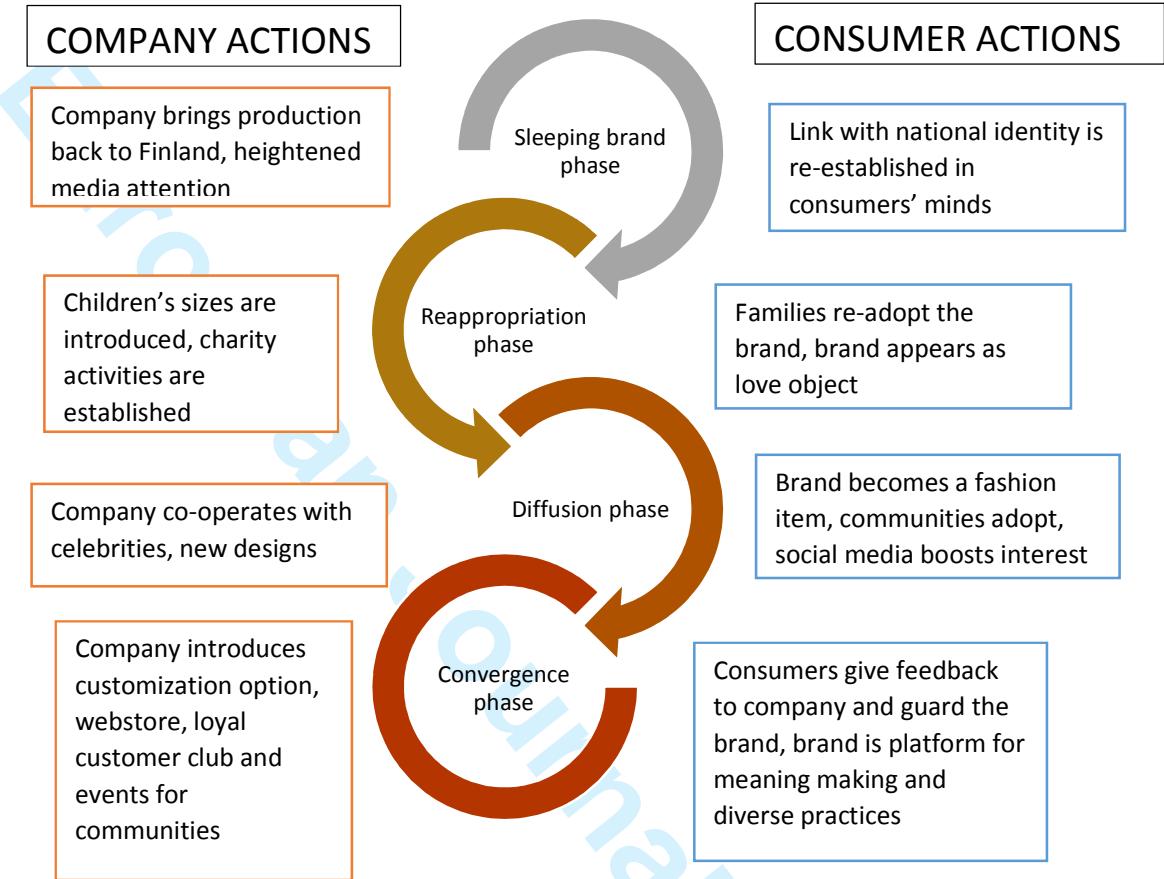 COMPANY ACTIONS
CONSUMER ACTIONS
Company brings production
back to Finland, heightened
media attention
Sleeping brand
phase
Link with national identity is
re-established in
consumers’ minds
Children’s sizes are
introduced, charity
activities are
established
Reappropriation
phase
Families re-adopt the
brand, brand appears as
love object
Company co-operates with
celebrities, new designs
Diffusion phase
Brand becomes a fashion
item, communities adopt,
social media boosts interest
Company introduces
customization option,
webstore, loyal
customer club and
events for
communities
Convergence
phase
Consumers give feedback
to company and guard the
brand, brand is platform for
meaning making and
diverse practices